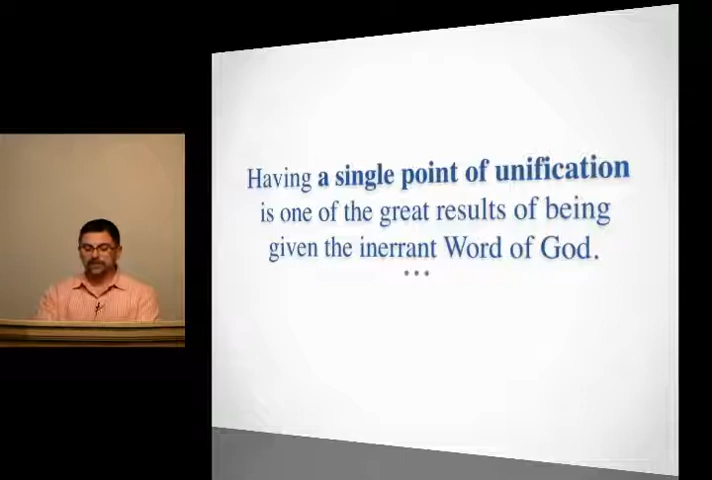 Having a single point of unification
is one of the great results of being
given the inerrant Word of God.